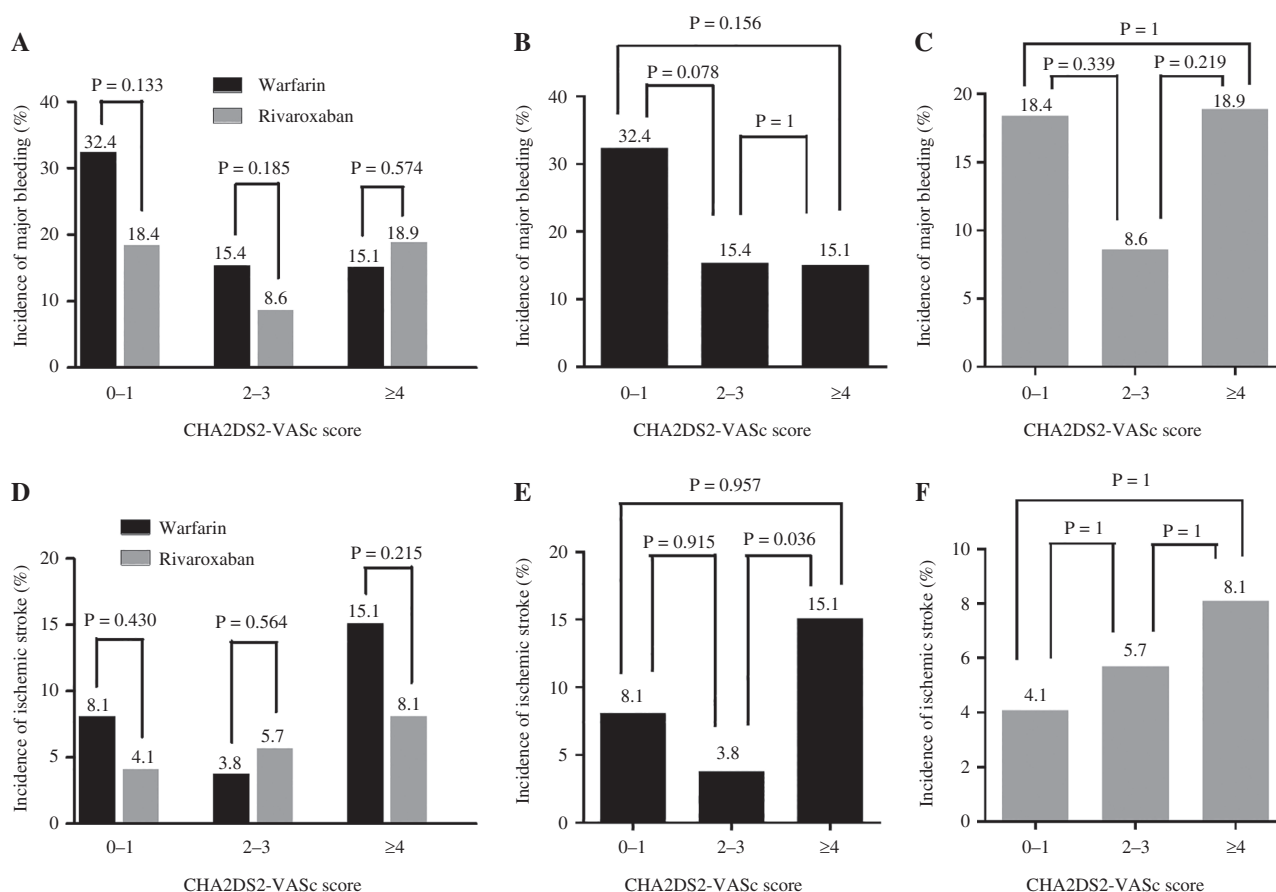 A
Warfarin
Rivaroxaban
P = 0.133
P = 0.185
P = 0.574
Incidence of major bleeding (%)
40
30
20
10
0
32.4
18.4
15.4
8.6
15.1
18.9
0–1
2–3
≥4
CHA2DS2-VASc score
B
P = 0.156
P = 0.078
P = 1
Incidence of major bleeding (%)
40
30
20
10
0
32.4
15.4
15.1
0–1
2–3
≥4
CHA2DS2-VASc score
C
P = 1
P = 0.339
P = 0.219
Incidence of major bleeding (%)
20
15
10
5
0
18.4
8.6
18.9
0–1
2–3
≥4
CHA2DS2-VASc score
D
Warfarin
Rivaroxaban
P = 0.430
P = 0.564
P = 0.215
Incidence of ischemic stroke (%)
20
15
10
5
0
8.1
4.1
3.8
5.7
15.1
8.1
0–1
2–3
≥4
CHA2DS2-VASc score
E
P = 0.957
P = 0.915
P = 0.036
Incidence of ischemic stroke (%)
20
15
10
5
0
8.1
3.8
15.1
0–1
2–3
≥4
CHA2DS2-VASc score
F
P = 1
P = 1
P = 1
Incidence of ischemic stroke (%)
10
8
6
4
2
0
4.1
5.7
8.1
0–1
2–3
≥4
CHA2DS2-VASc score